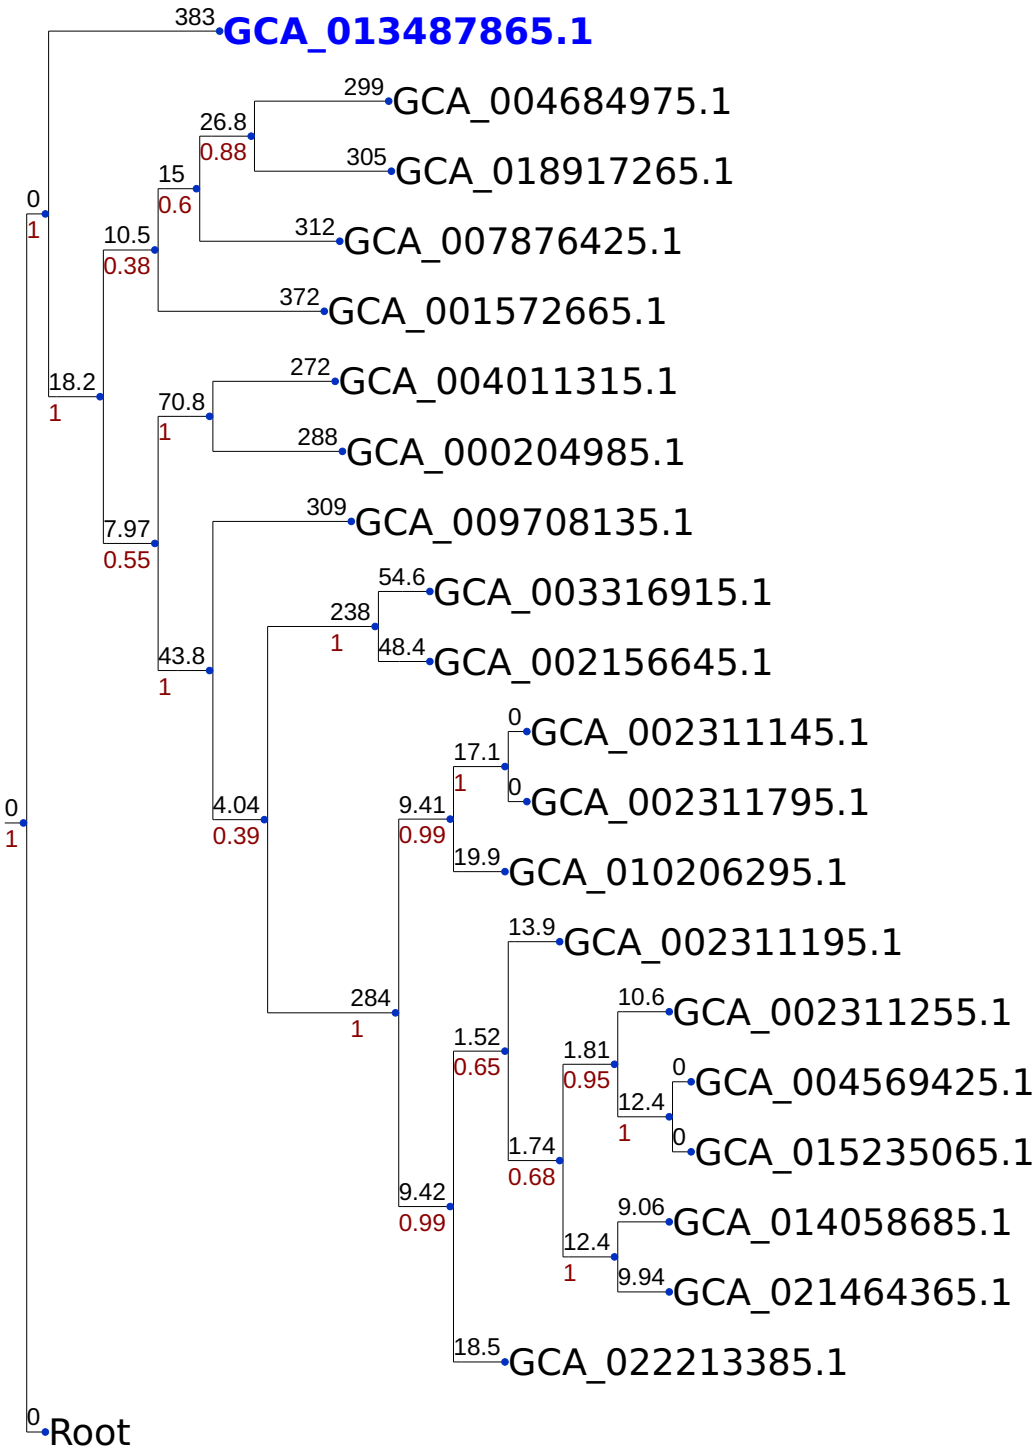 383 GCA_013487865.1
299 GCA_004684975.1
26.8
0.88
305 GCA_018917265.1
15
0.6
0
1
312 GCA_007876425.1
10.5
0.38
372 GCA_001572665.1
272 GCA_004011315.1
18.2
1
70.8
1
288 GCA_000204985.1
309 GCA_009708135.1
7.97
0.55
54.6 GCA_003316915.1
238
1
48.4 GCA_002156645.1
43.8
1
0 GCA_002311145.1
17.1
1
0 GCA_002311795.1
0
1
4.04
0.39
9.41
0.99
19.9 GCA_010206295.1
13.9 GCA_002311195.1
284
1
10.6 GCA_002311255.1
1.52
0.65
1.81
0.95
0 GCA_004569425.1
12.4
1
0 GCA_015235065.1
1.74
0.68
9.42
0.99
9.06 GCA_014058685.1
12.4
1
9.94 GCA_021464365.1
18.5 GCA_022213385.1
0 Root